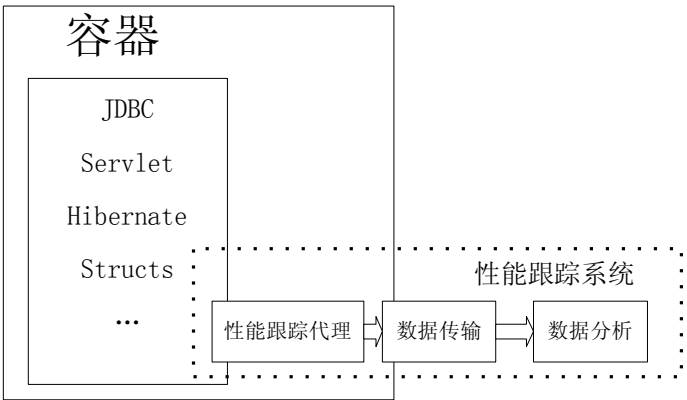 容器
JDBC
Servlet
Hibernate
Structs
...
性能跟踪系统
性能跟踪代理
数据传输
数据分析